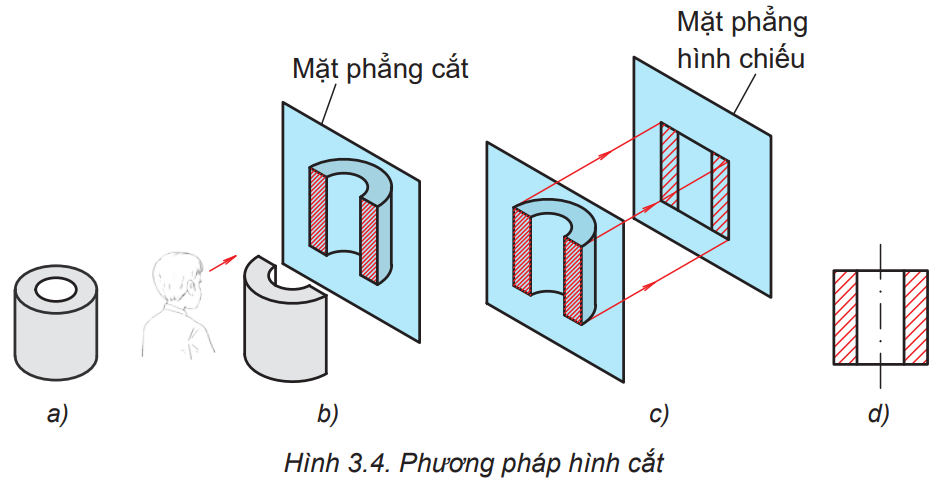 Mặt phẳng cắt
Mặt phẳng
hình chiếu
a)
b)
c)
d)
Hình 3.4. Phương pháp hình cắt